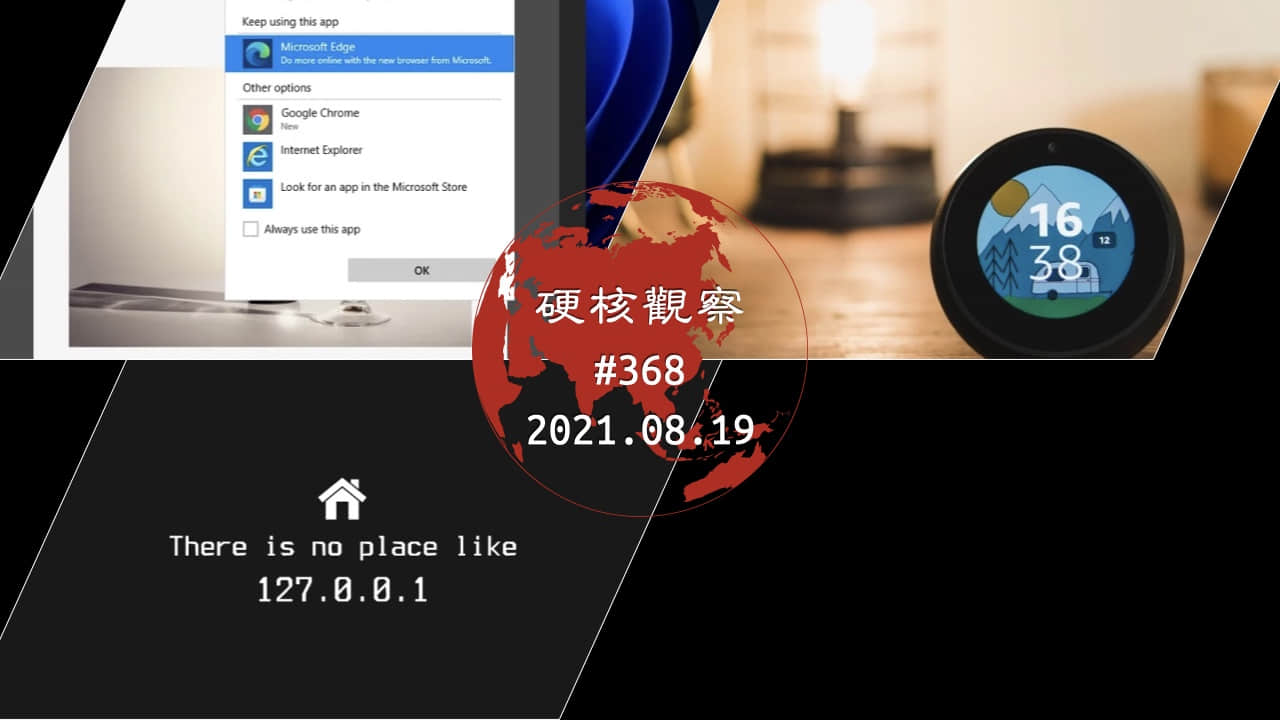 Keep using this app
Microsoft Edge
Do more online with the new browser from Microsoft.
Other options
Google Chrome
New
Internet Explorer
Look for an app in the Microsoft Store
Always use this app
OK
16
38
12
硬核觀察
#368
2021.08.19
There is no place like
127.0.0.1